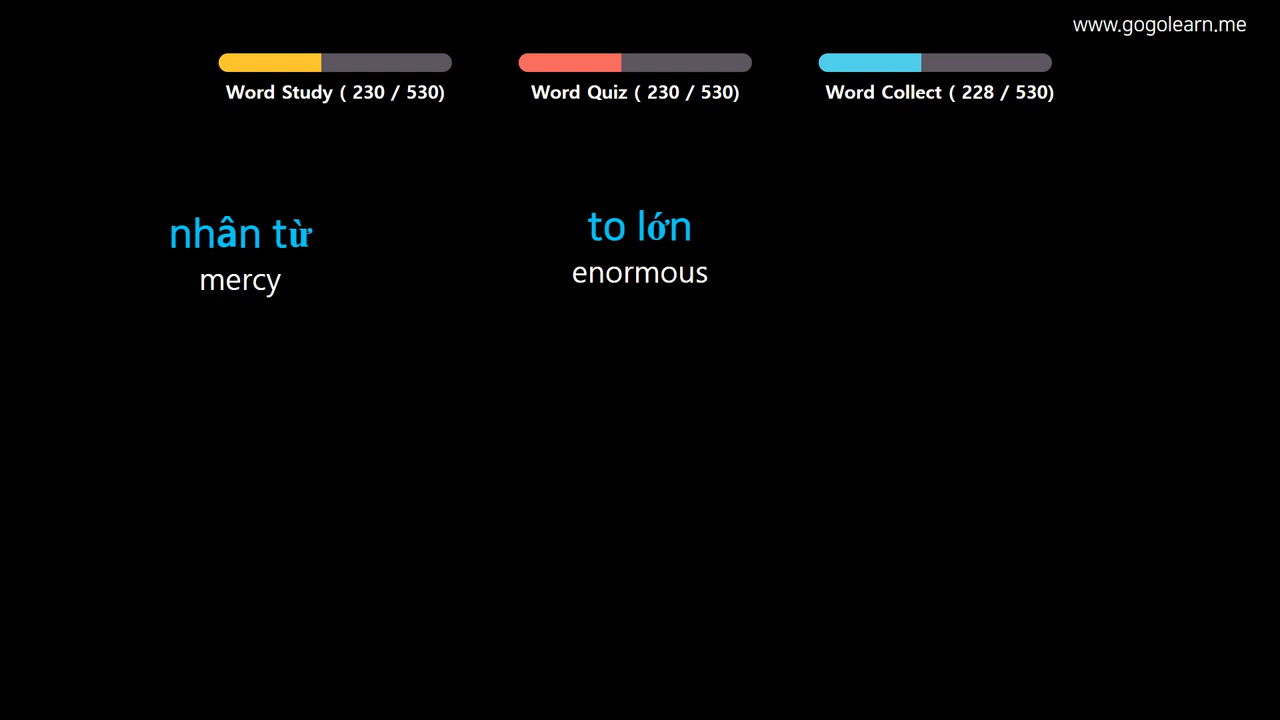 www.gogolearn.me
Word Study ( 230 / 530)
Word Quiz ( 230 / 530)
Word Collect ( 228 / 530)
nhân từ
mercy
to lớn
enormous